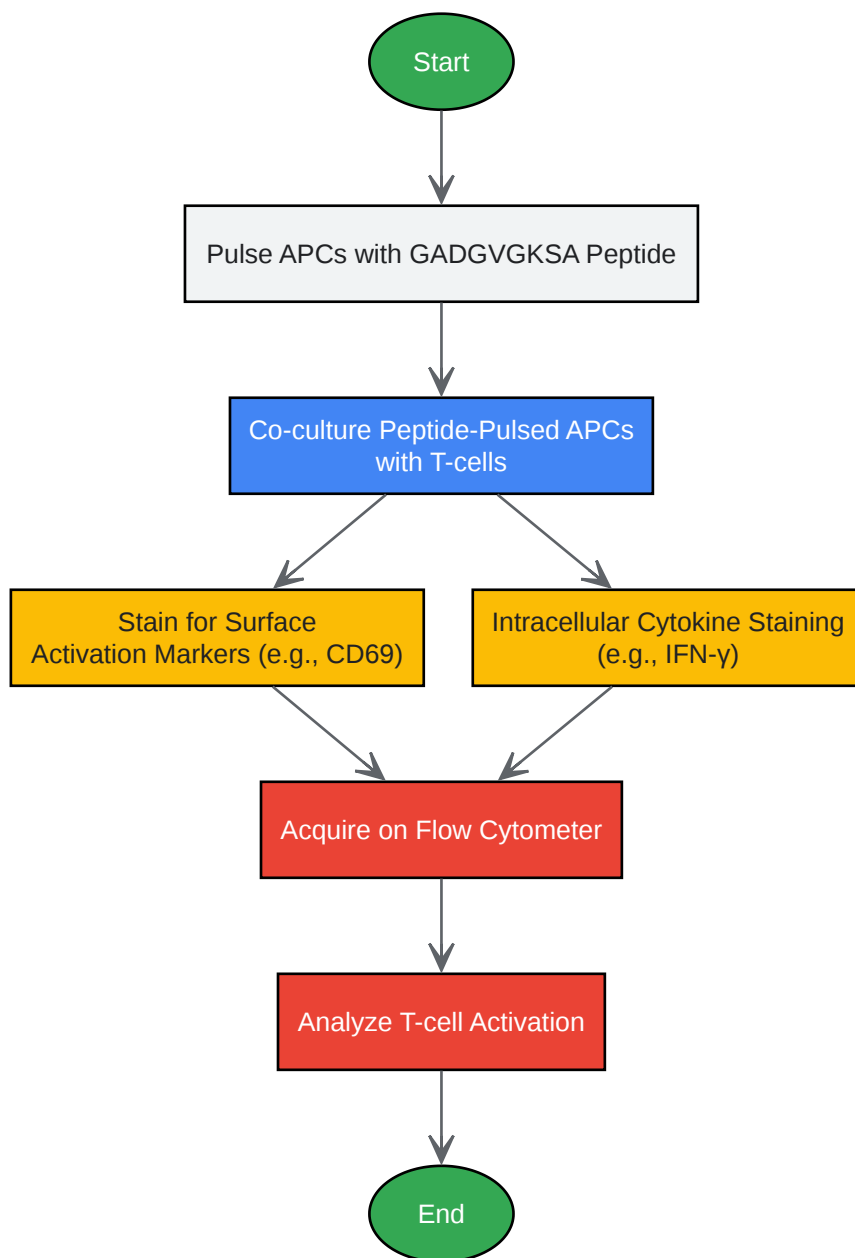 Start
Pulse APCs with GADGVGKSA Peptide
Co-culture Peptide-Pulsed APCs
with T-cells
Stain for Surface
Activation Markers (e.g., CD69)
Intracellular Cytokine Staining
(e.g., IFN-γ)
Acquire on Flow Cytometer
Analyze T-cell Activation
End